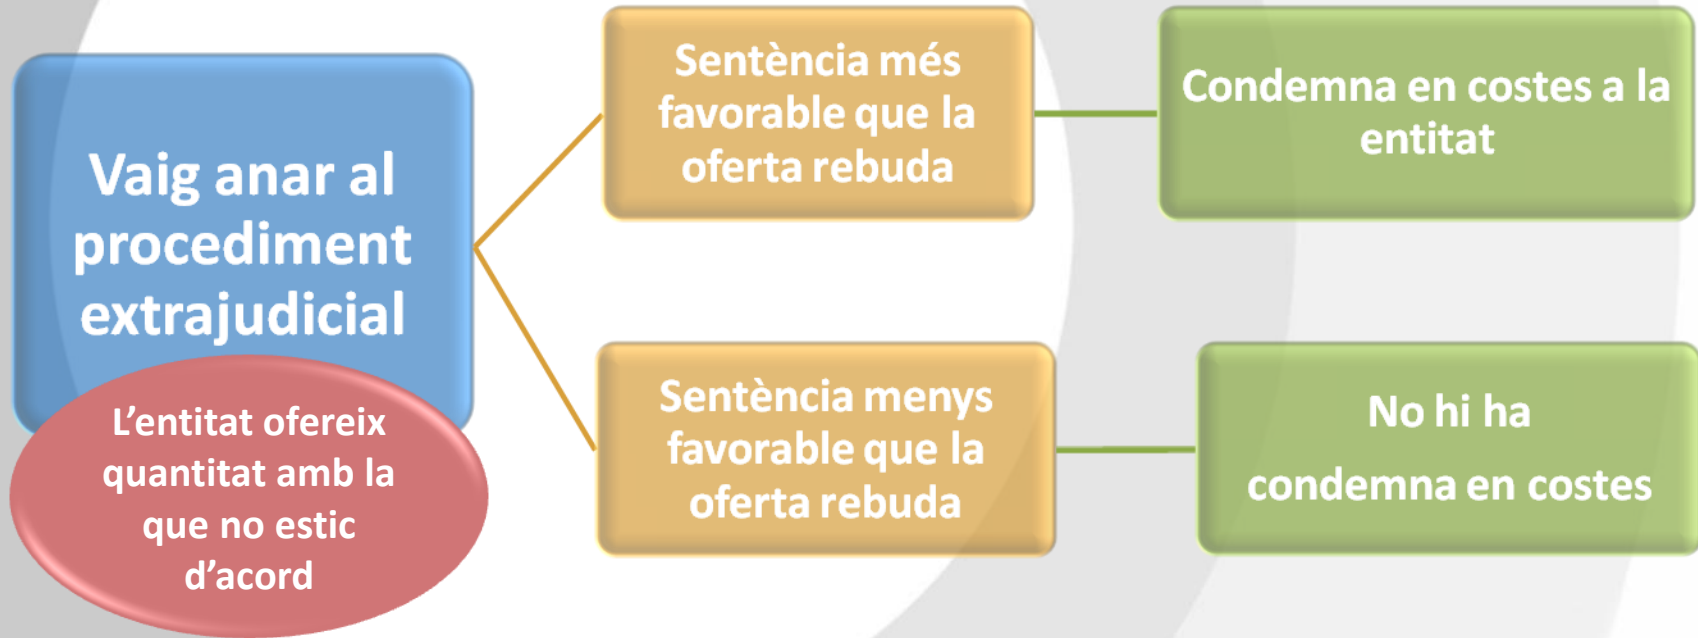 Vaig anar al
procediment
extrajudicial
L'entitat ofereix
quantitat amb la
que no estic
d'acord
Sentència més
favorable que la
oferta rebuda
Condemna en costes a la
entitat
Sentència menys
favorable que la
oferta rebuda
No hi ha
condemna en costes